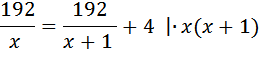 192/x = 192/(x + 1) + 4 |·x(x + 1)